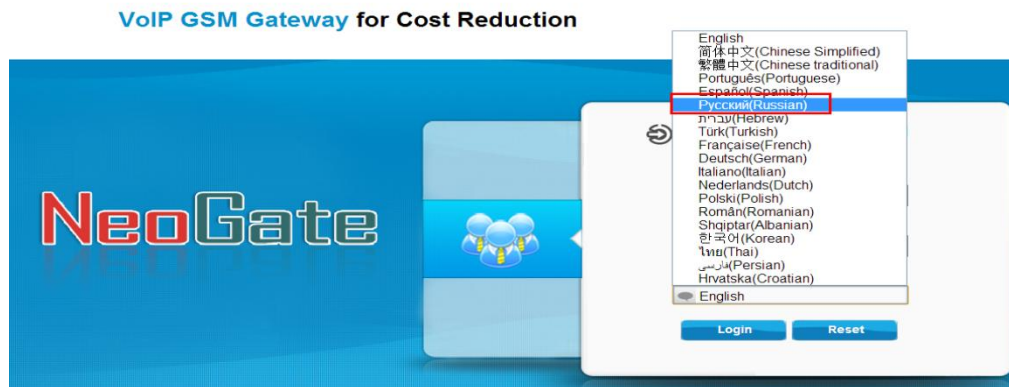 VoIP GSM Gateway for Cost Reduction
English
简体中文(Chinese Simplified)
繁體中文(Chinese traditional)
Português(Portuguese)
Español(Spanish)
Русский(Russian)
עברית(Hebrew)
Türk(Turkish)
Française(French)
Deutsch(German)
Italiano(Italian)
Nederlands(Dutch)
Polski(Polish)
Român(Romanian)
Shqiptar(Albanian)
한국어(Korean)
ไทย(Thai)
فارسی(Persian)
Hrvatska(Croatian)
English
NeoGate
Login Reset